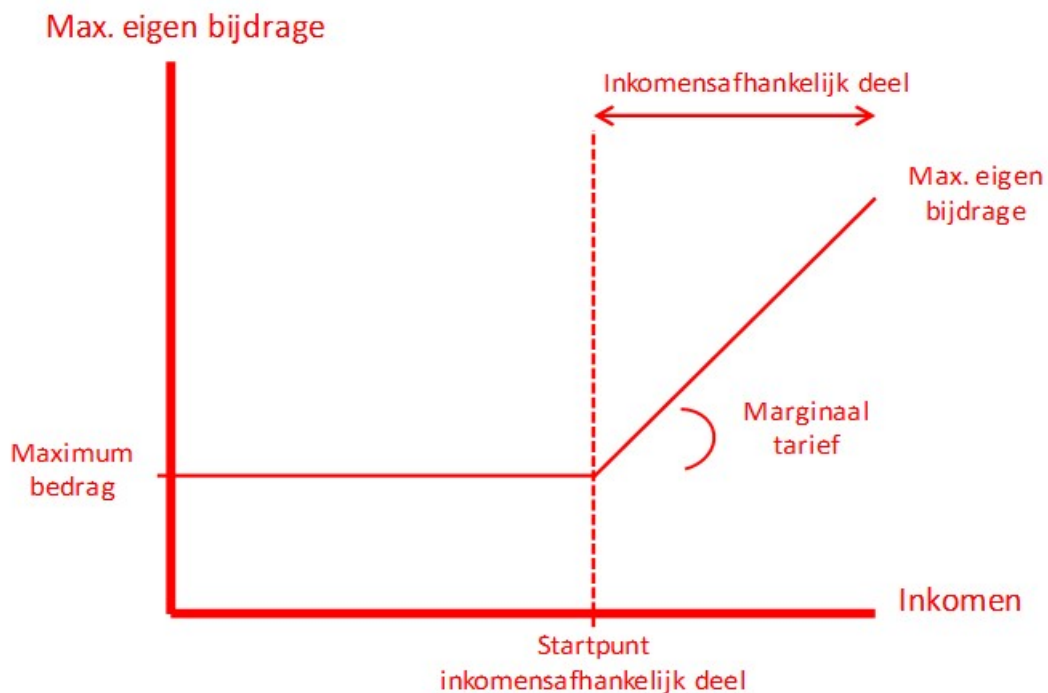 Max. eigen bijdrage
Inkomensafhankelijk deel
Max. eigen
bijdrage
Marginaal
tarief
Maximum
bedrag
Inkomen
Startpunt
inkomensafhankelijk deel